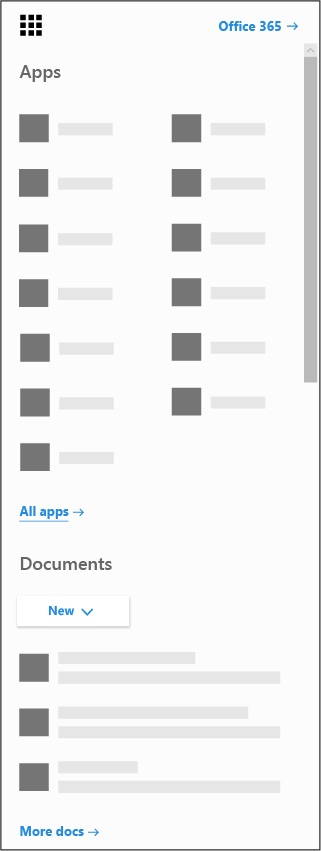 Office 365 →
Apps
All apps →
Documents
New
More docs →